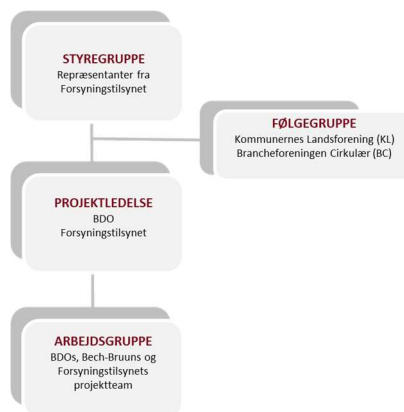 STYREGRUPPE
Repræsentanter fra
Forsyningstilsynet
FØLGEGRUPPE
Kommunernes Landsforening (KL)
Brancheforeningen Cirkulær (BC)
PROJEKTLEDELSE
BDO
Forsyningstilsynet
ARBEJDSGRUPPE
BDOs, Bech-Bruuns og
Forsyningstilsynets
projektteam